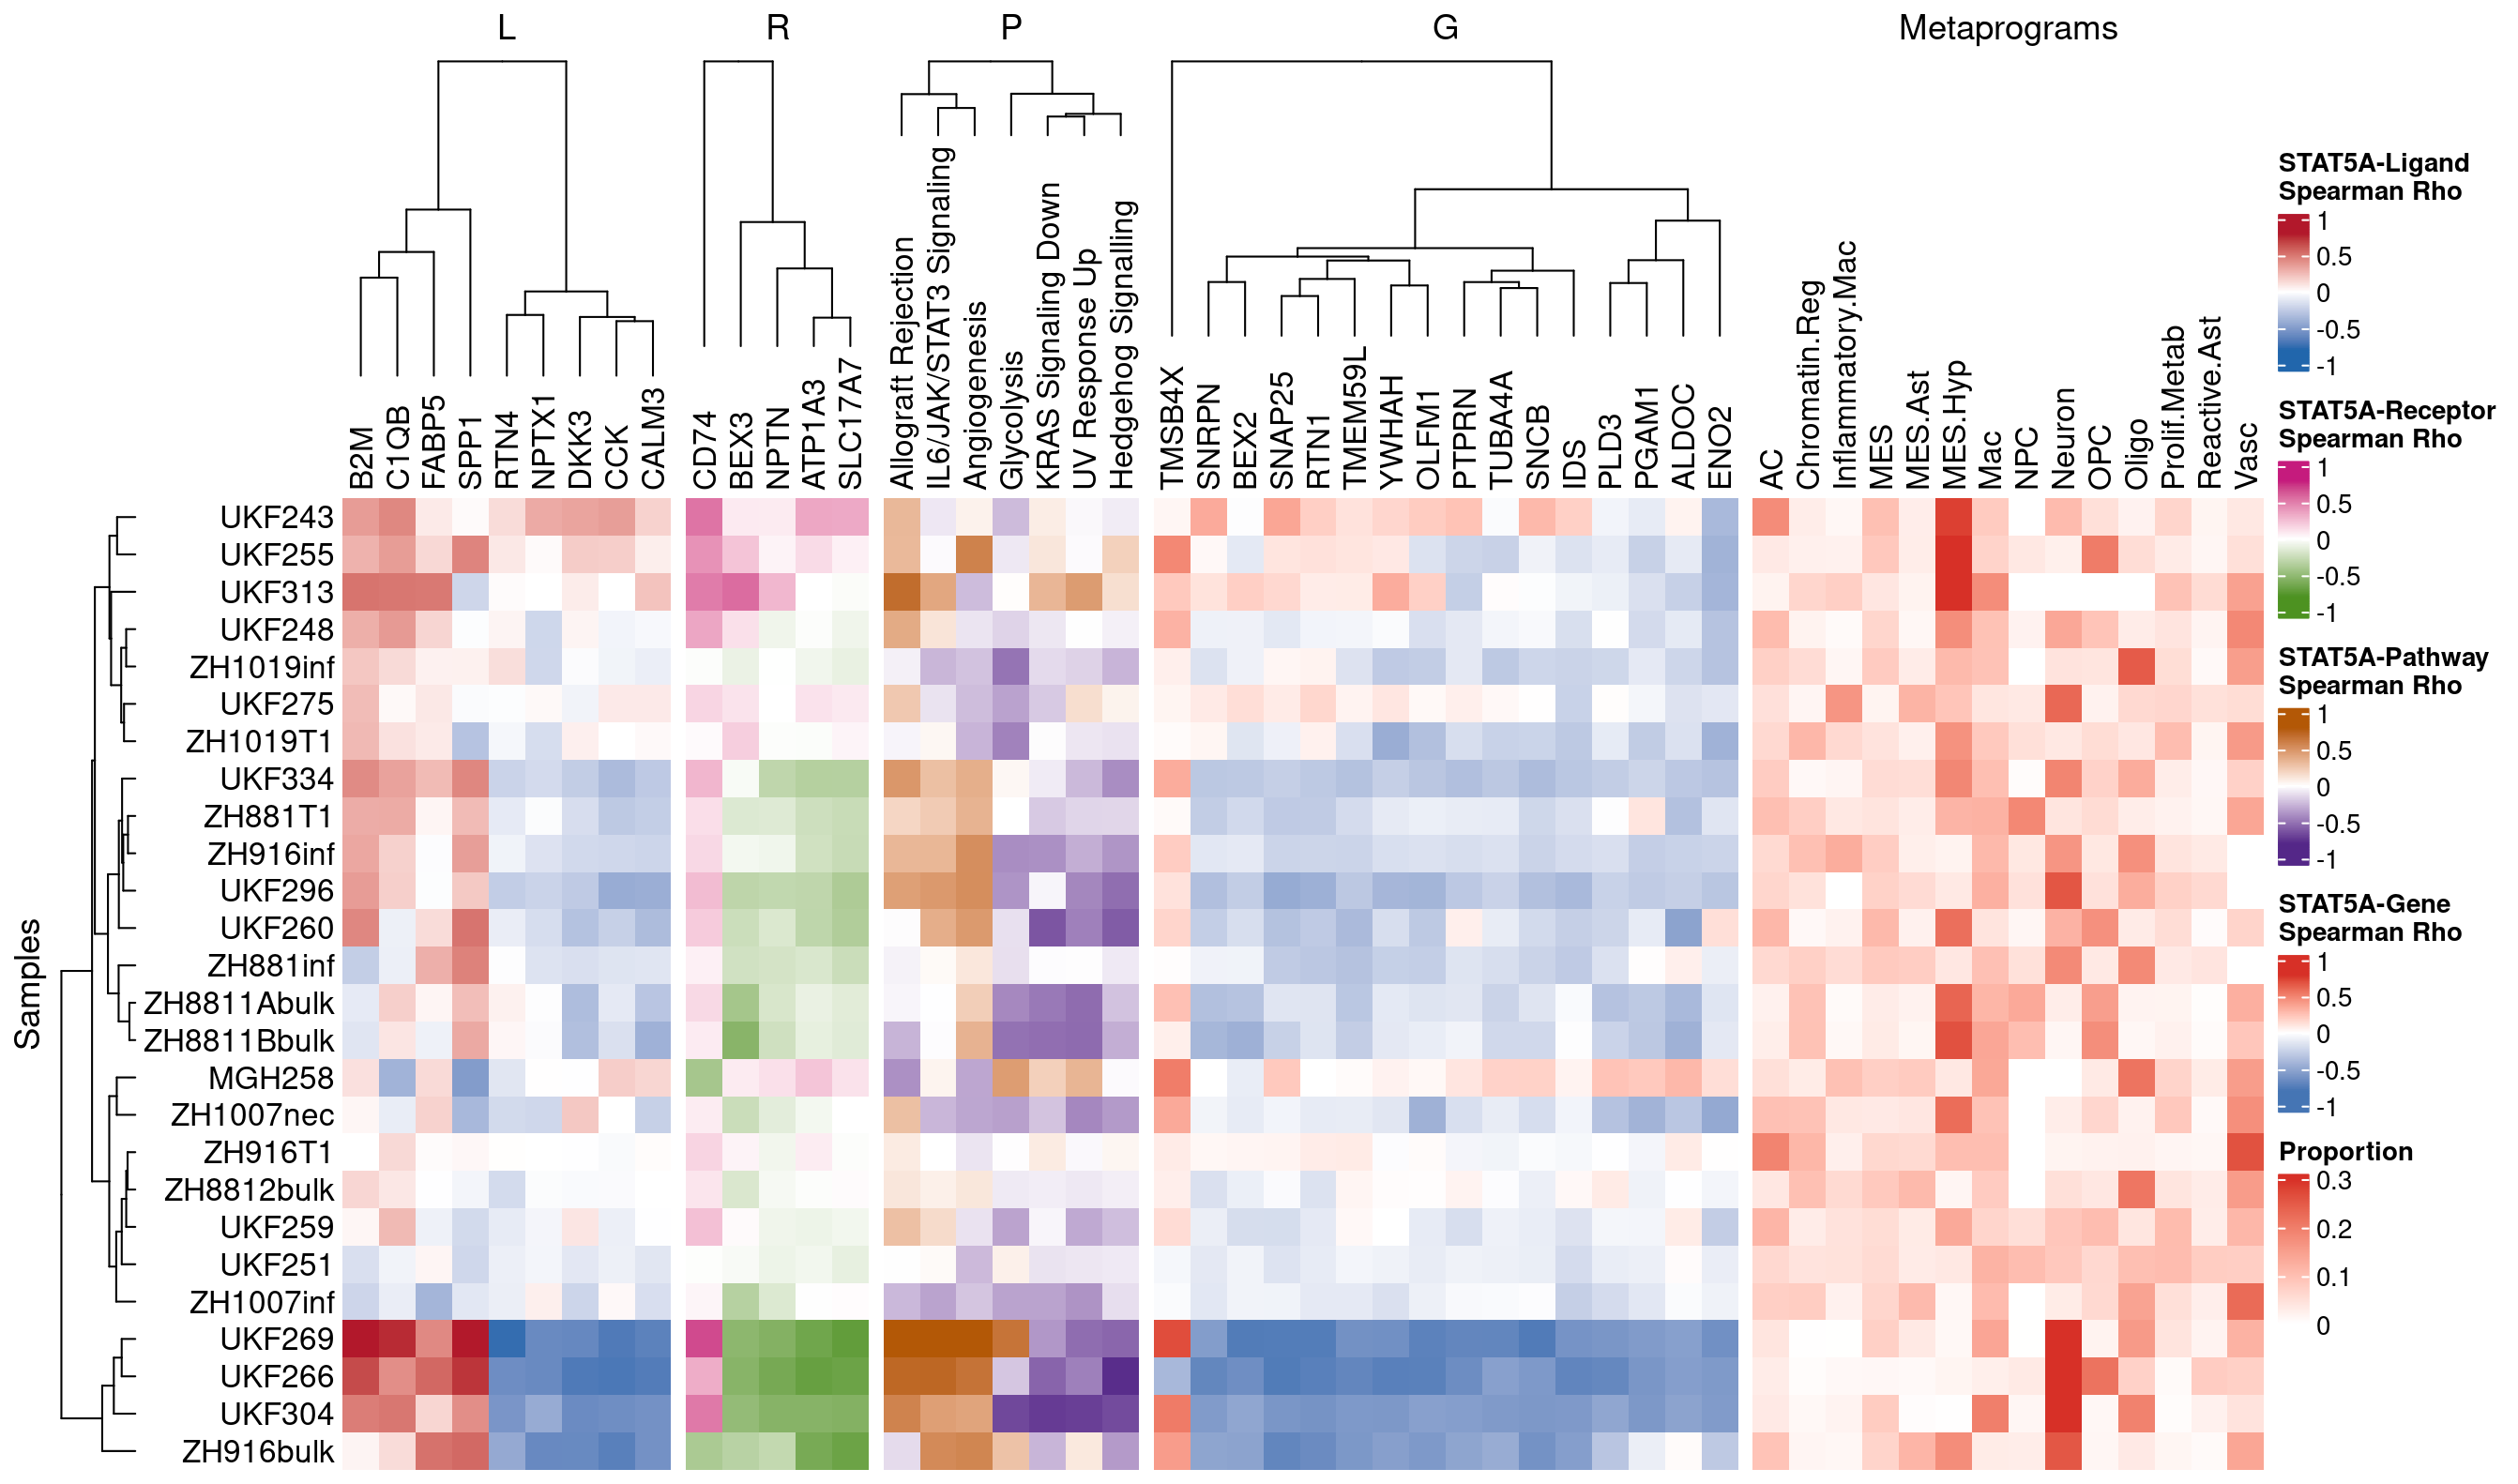 L
R
P
G
Metaprograms
B2M
C1QB
FABP5
SPP1
RTN4
NPTX1
DKK3
CCK
CALM3
CD74
BEX3
NPTN
ATP1A3
SLC17A7
Allograft Rejection
IL6/JAK/STAT3 Signaling
Angiogenesis
Glycolysis
KRAS Signaling Down
UV Response Up
Hedgehog Signalling
TMSB4X
SNRPN
BEX2
SNAP25
RTN1
TMEM59L
YWHAH
OLFM1
PTPRN
TUBA4A
SNCB
IDS
PLD3
PGAM1
ALDOC
ENO2
AC
Chromatin.Reg
Inflammatory.Mac
MES
MES.Ast
MES.Hyp
Mac
NPC
Neuron
OPC
Oligo
Prolif.Metab
Reactive.Ast
Vasc
Samples
UKF243
UKF255
UKF313
UKF248
ZH1019inf
UKF275
ZH1019T1
UKF334
ZH881T1
ZH916inf
UKF296
UKF260
ZH881inf
ZH8811Abulk
ZH8811Bbulk
MGH258
ZH1007nec
ZH916T1
ZH8812bulk
UKF259
UKF251
ZH1007inf
UKF269
UKF266
UKF304
ZH916bulk
STAT5A-Ligand
Spearman Rho
1
0.5
0
-0.5
-1
STAT5A-Receptor
Spearman Rho
1
0.5
0
-0.5
-1
STAT5A-Pathway
Spearman Rho
1
0.5
0
-0.5
-1
STAT5A-Gene
Spearman Rho
1
0.5
0
-0.5
-1
Proportion
0.3
0.2
0.1
0